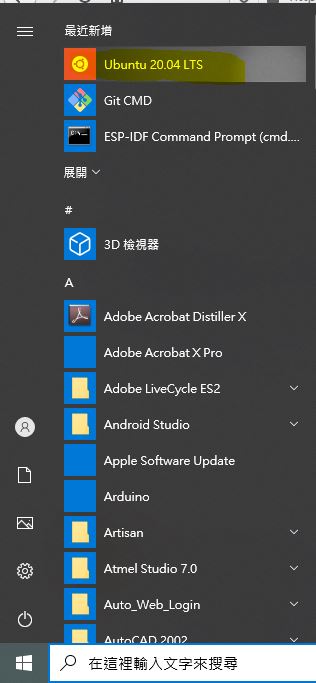 最近新增
Ubuntu 20.04 LTS
Git CMD
ESP-IDF Command Prompt (cmd....
展開
#
3D 檢視器
A
Adobe Acrobat Distiller X
Adobe Acrobat X Pro
Adobe LiveCycle ES2
Android Studio
Apple Software Update
Arduino
Artisan
Atmel Studio 7.0
Auto_Web_Login
AutoCAD 2002
在這裡輸入文字來搜尋